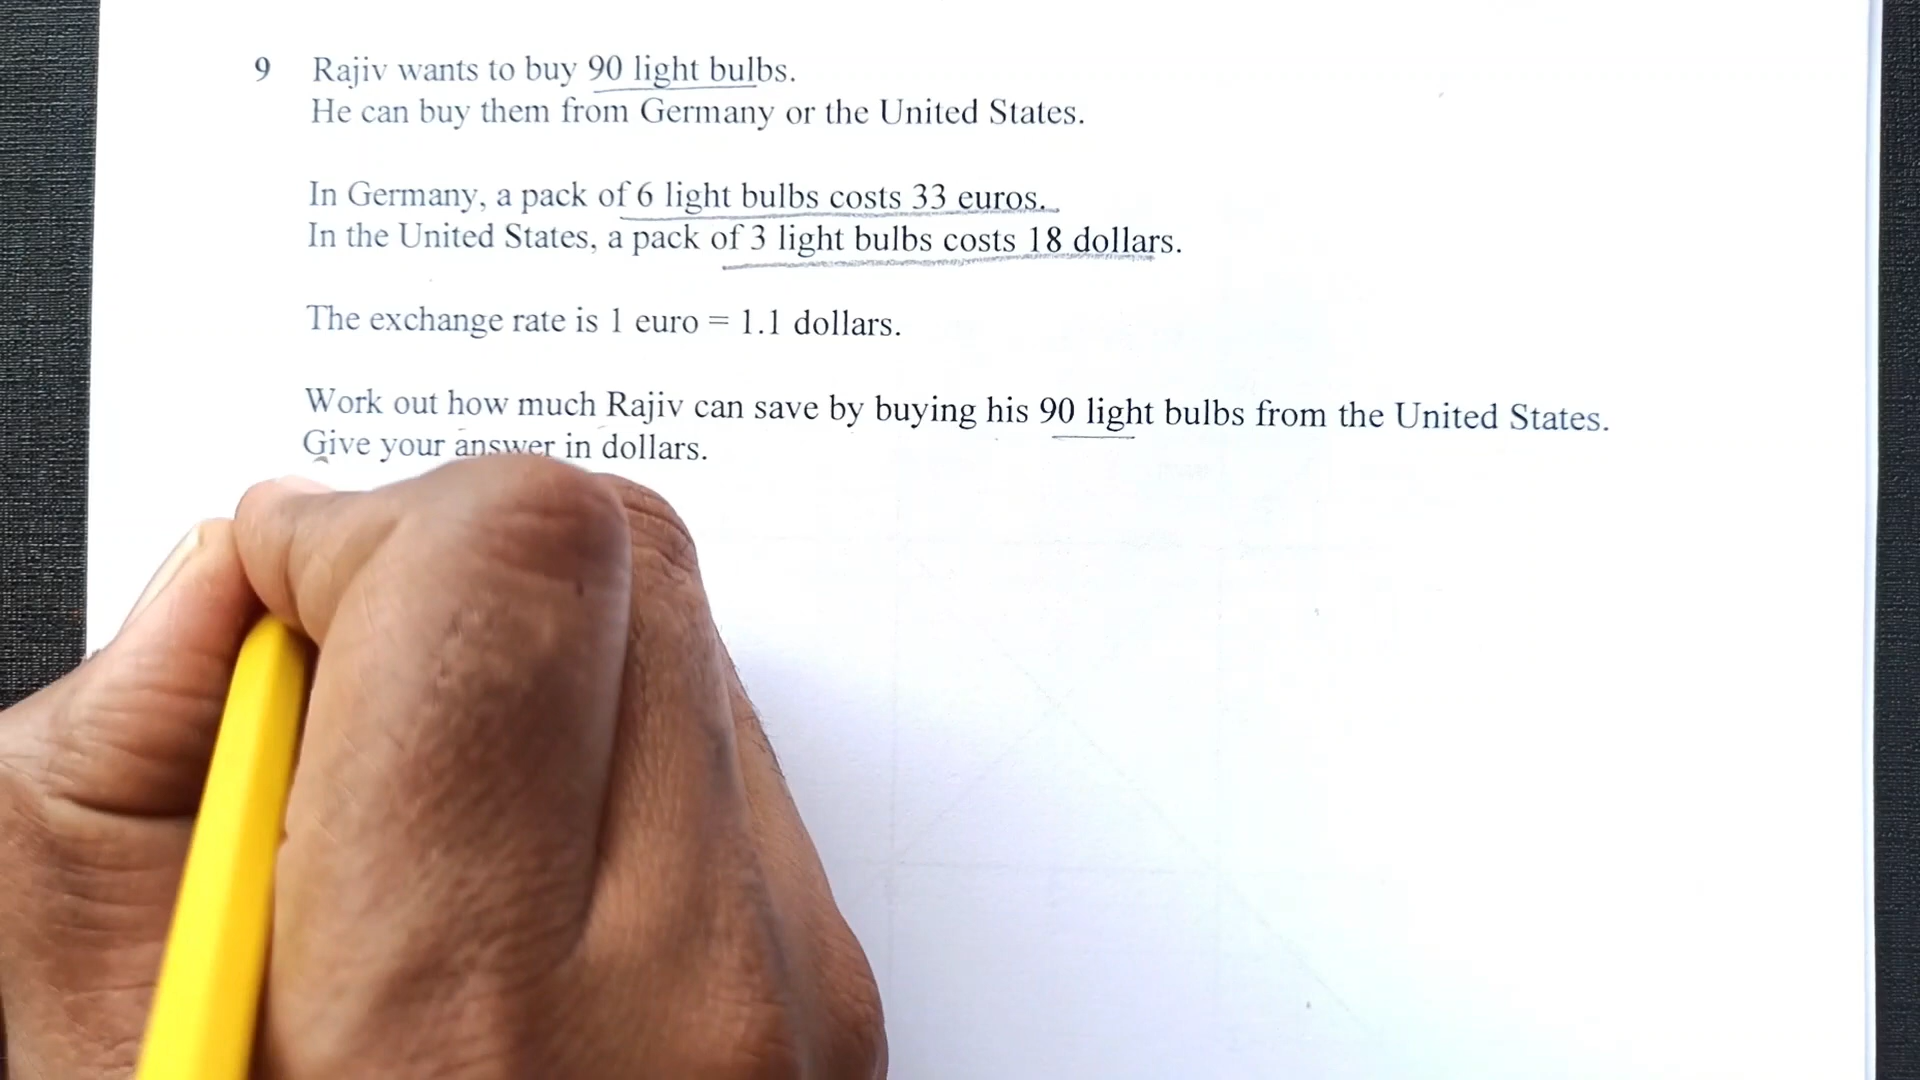 9 Rajiv wants to buy 90 light bulbs.
He can buy them from Germany or the United States.
In Germany, a pack of 6 light bulbs costs 33 euros.
In the United States, a pack of 3 light bulbs costs 18 dollars.
The exchange rate is 1 euro = 1.1 dollars.
Work out how much Rajiv can save by buying his 90 light bulbs from the United States.
Give your answer in dollars.